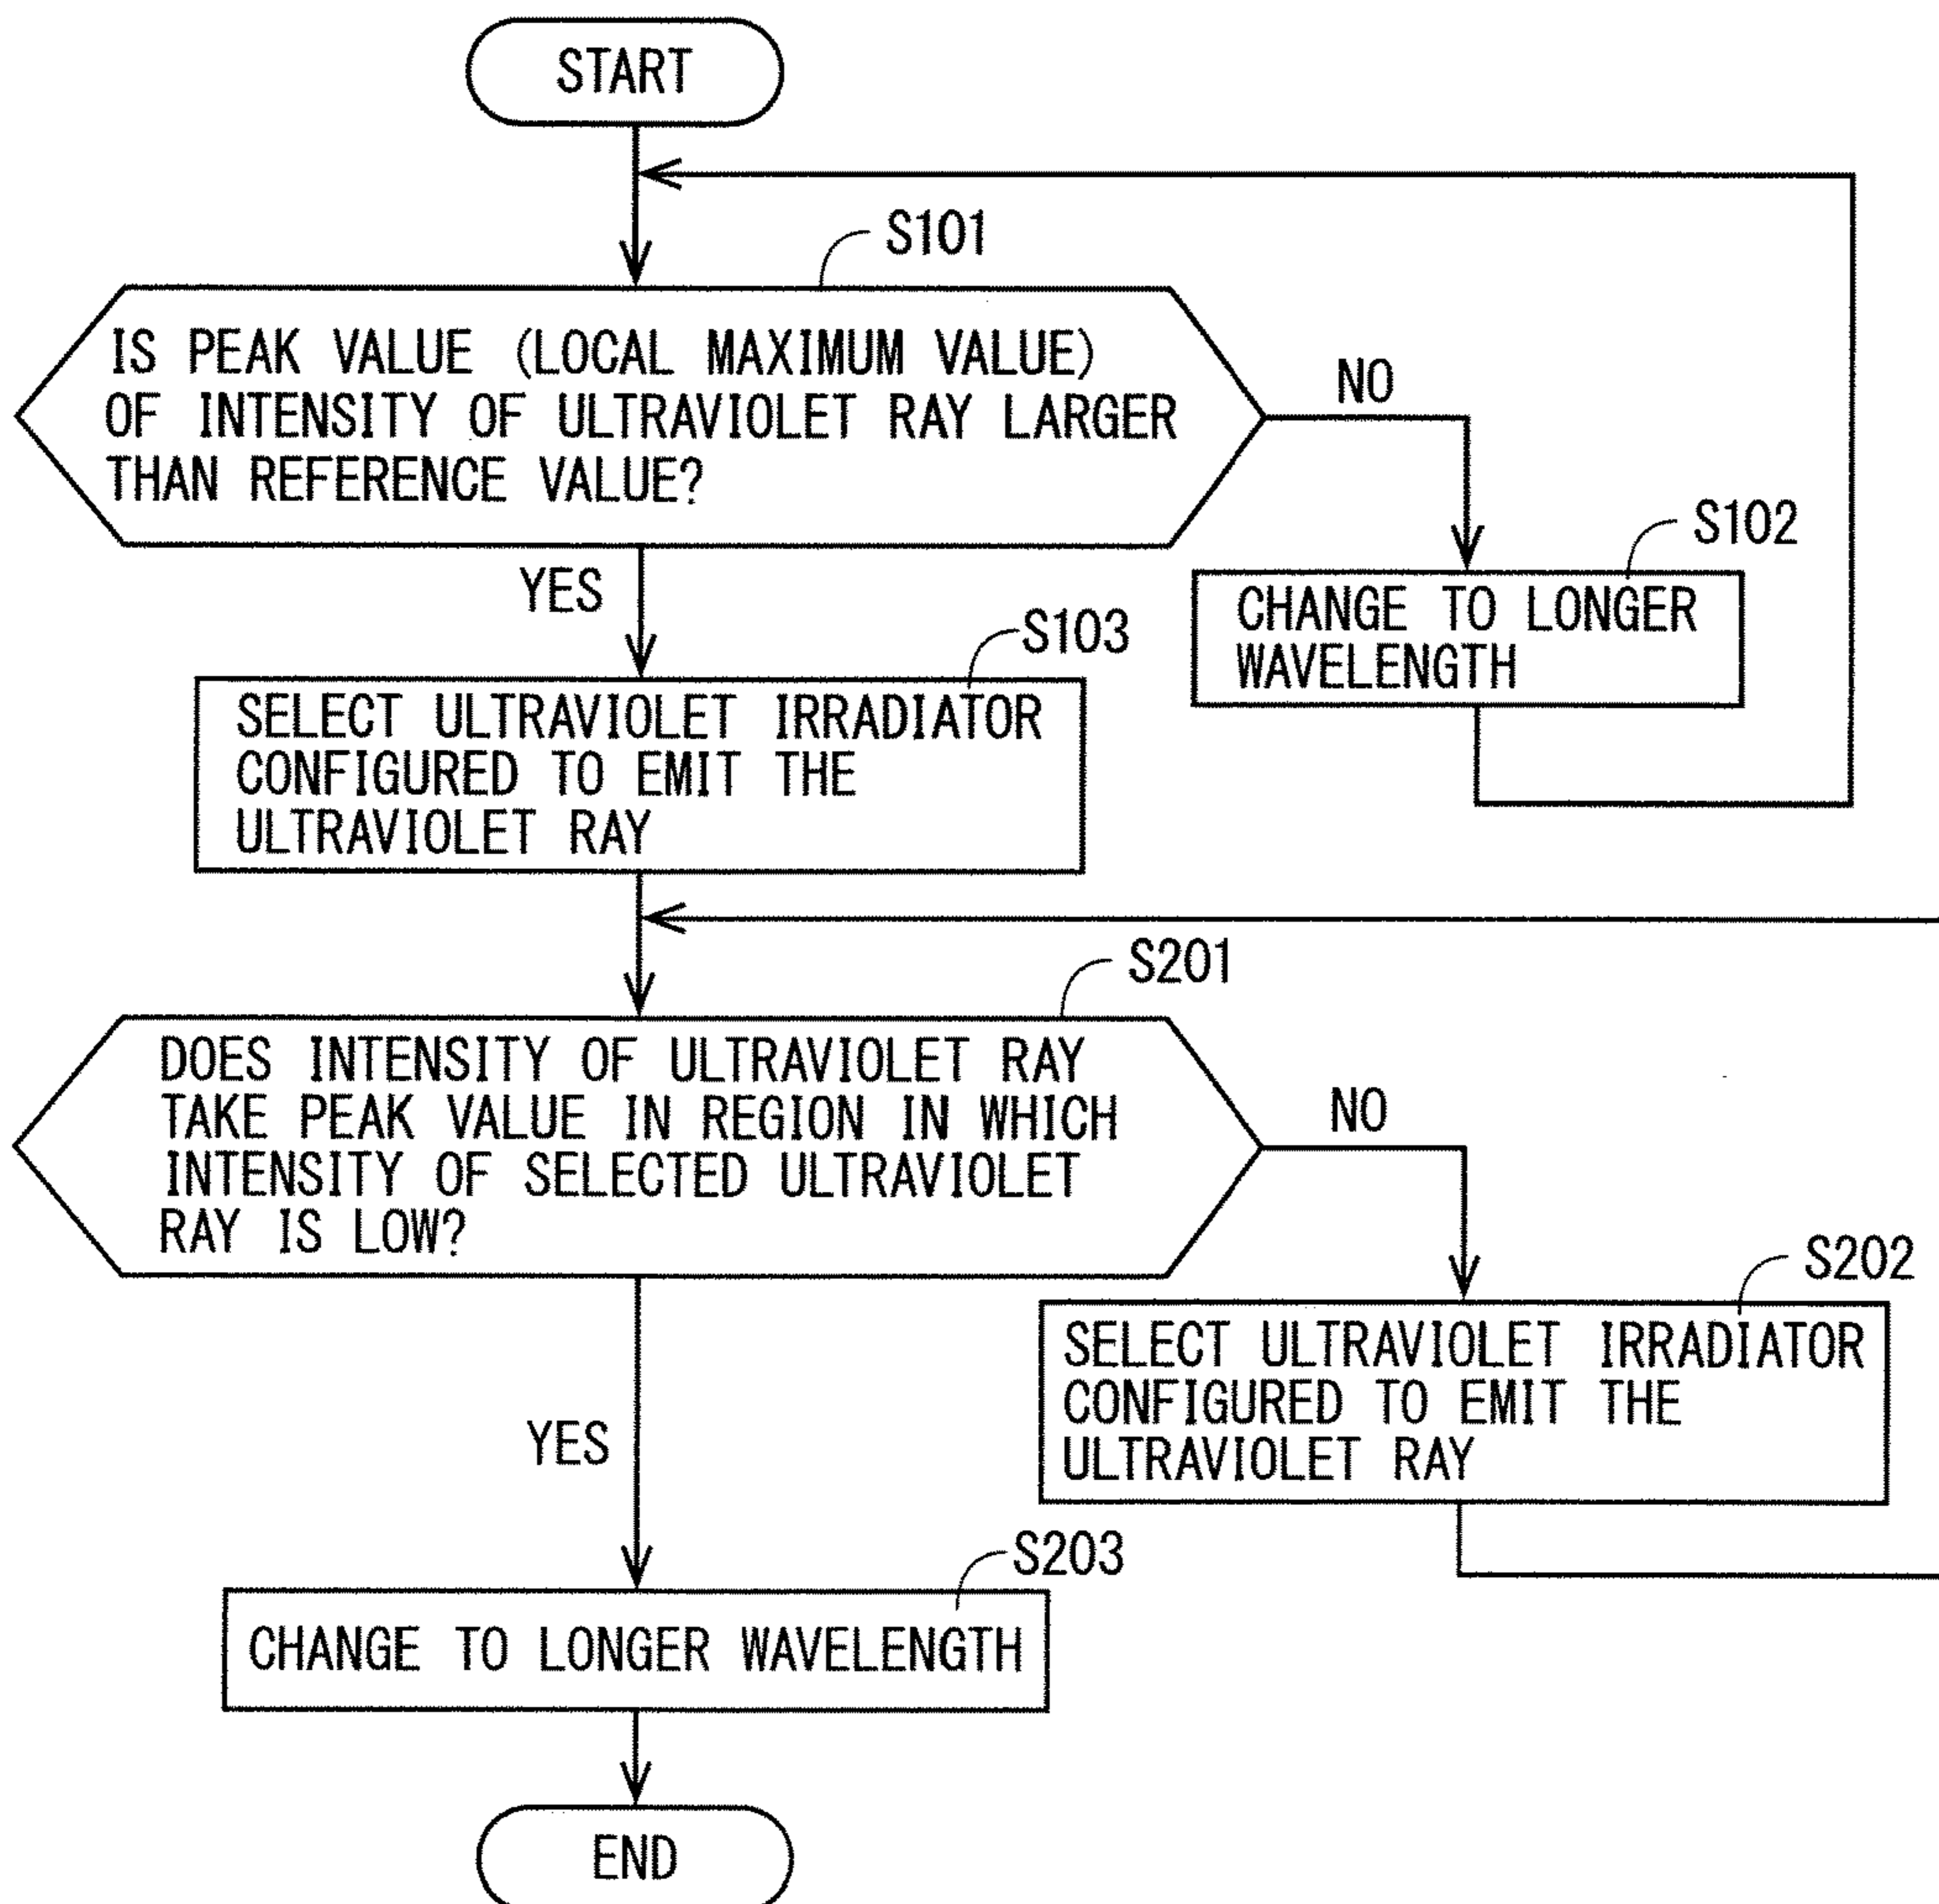 START
S101
IS PEAK VALUE (LOCAL MAXIMUM VALUE)
OF INTENSITY OF ULTRAVIOLET RAY LARGER
THAN REFERENCE VALUE?
NO
YES
S102
CHANGE TO LONGER
WAVELENGTH
S103
SELECT ULTRAVIOLET IRRADIATOR
CONFIGURED TO EMIT THE
ULTRAVIOLET RAY
S201
DOES INTENSITY OF ULTRAVIOLET RAY
TAKE PEAK VALUE IN REGION IN WHICH
INTENSITY OF SELECTED ULTRAVIOLET
RAY IS LOW?
NO
YES
S202
SELECT ULTRAVIOLET IRRADIATOR
CONFIGURED TO EMIT THE
ULTRAVIOLET RAY
S203
CHANGE TO LONGER WAVELENGTH
END